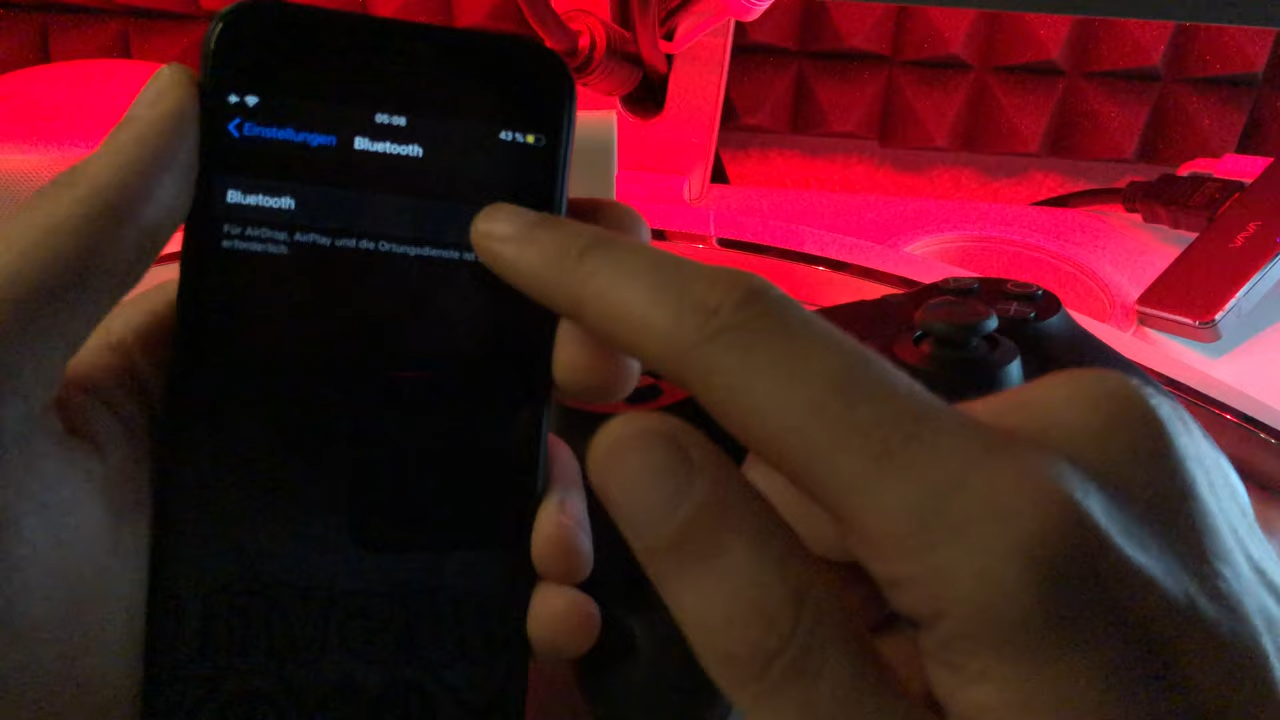 05:08
43 %
Einstellungen
Bluetooth
Bluetooth
Für AirDrop, AirPlay und die Ortungsdienste ist
erforderlich.
VAVA